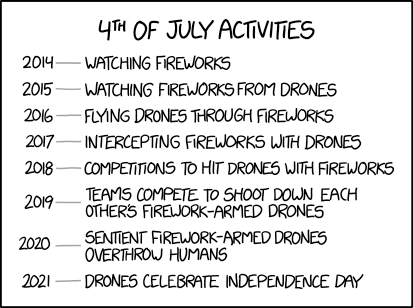 4TH OF JULY ACTIVITIES
2014 — WATCHING FIREWORKS
2015 — WATCHING FIREWORKS FROM DRONES
2016 — FLYING DRONES THROUGH FIREWORKS
2017 — INTERCEPTING FIREWORKS WITH DRONES
2018 — COMPETITIONS TO HIT DRONES WITH FIREWORKS
2019 — TEAMS COMPETE TO SHOOT DOWN EACH
OTHER'S FIREWORK-ARMED DRONES
2020 — SENTIENT FIREWORK-ARMED DRONES
OVERTHROW HUMANS
2021 — DRONES CELEBRATE INDEPENDENCE DAY